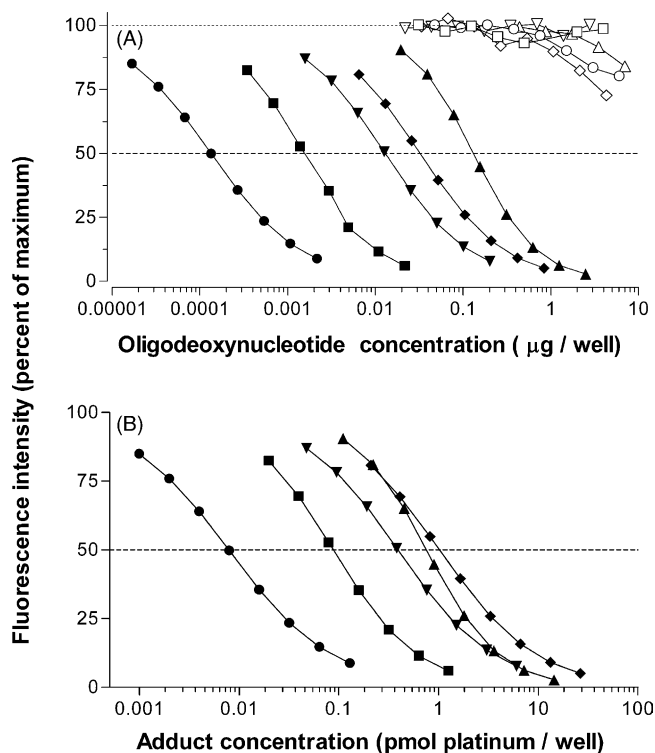 Fluorescence intensity (percent of maximum)
(A)
100
75
50
25
0
0.00001 0.0001 0.001 0.01 0.1 1 10
Oligodeoxynucleotide concentration ( μg / well)
(B)
100
75
50
25
0
0.001 0.01 0.1 1 10 100
Adduct concentration (pmol platinum / well)